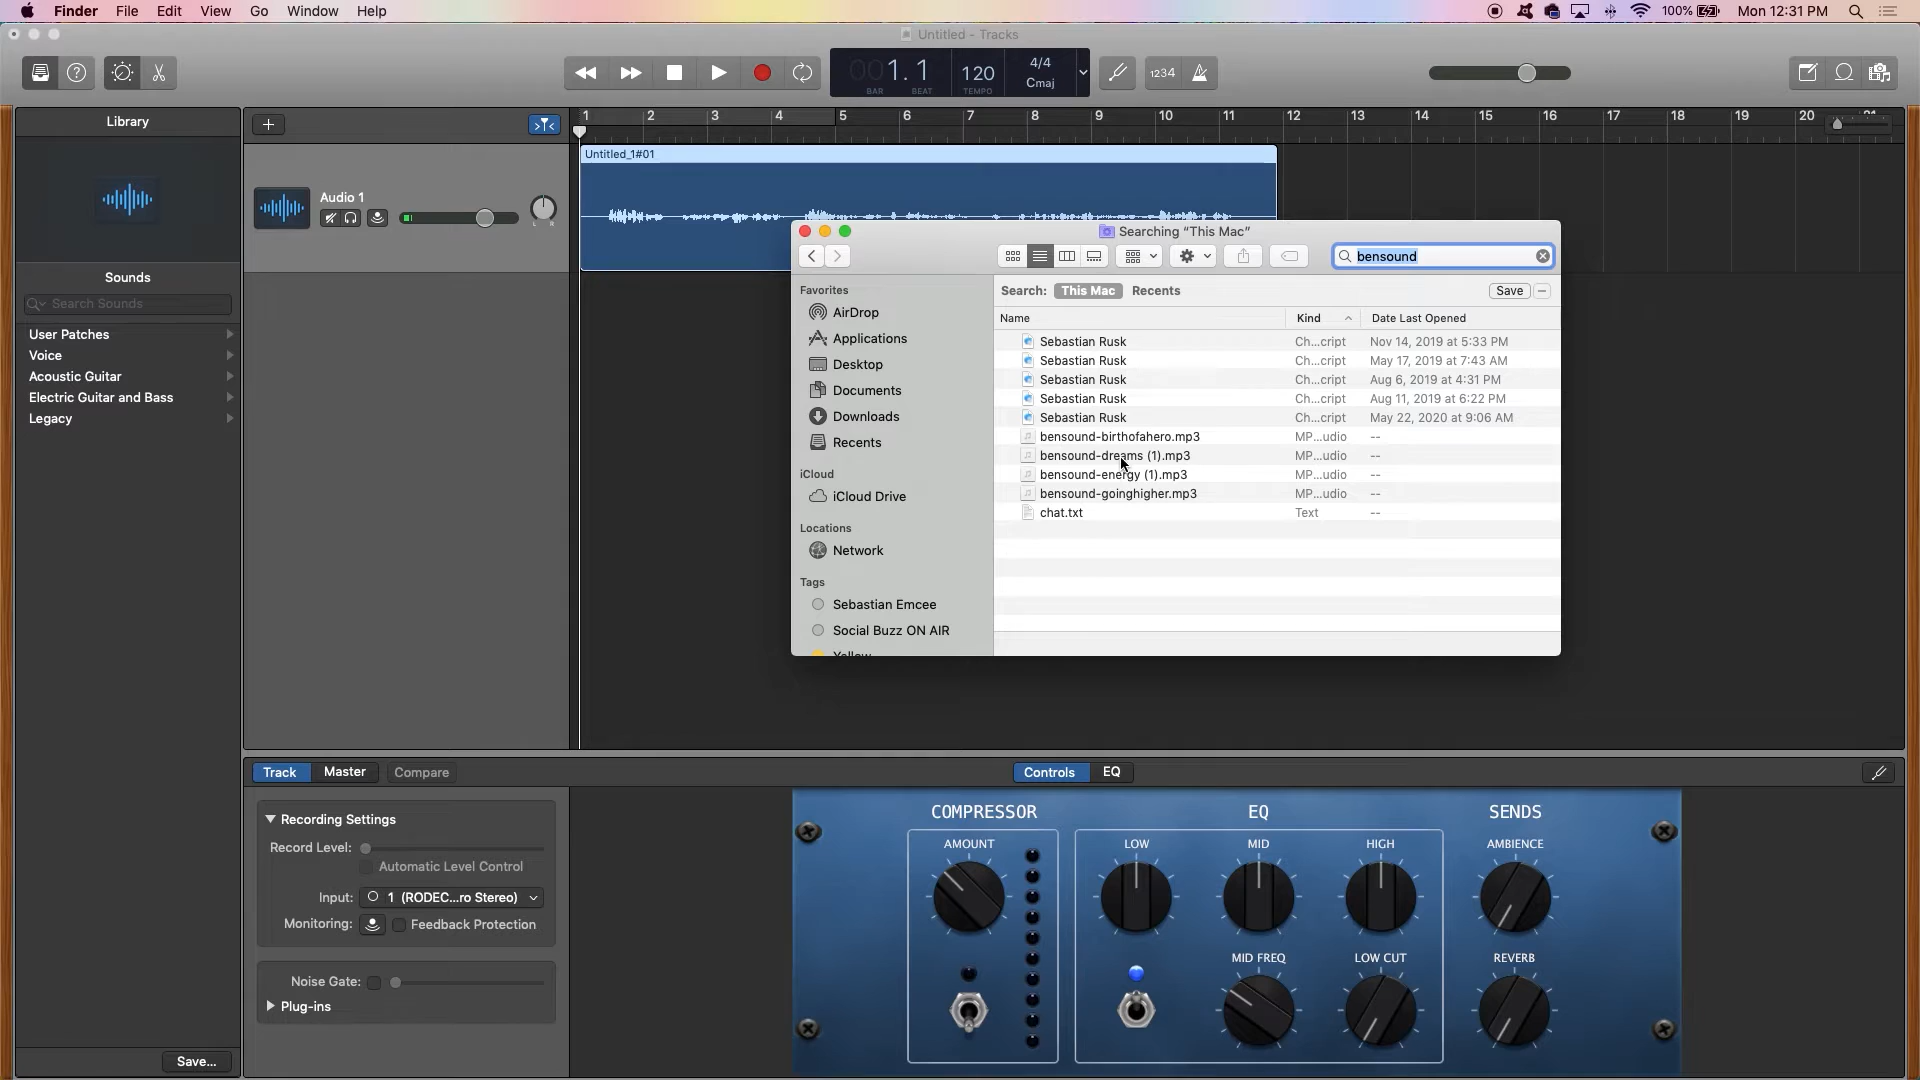 Finder File Edit View Go Window Help
100% Mon 12:31 PM
Untitled - Tracks
001. 1 120 4/4 Cmaj
BAR BEAT TEMPO
1234
Library
1 2 3 4 5 6 7 8 9 10 11 12 13 14 15 16 17 18 19 20 21
Untitled_1#01
Audio 1
L R
Sounds
Search Sounds
User Patches
Voice
Acoustic Guitar
Electric Guitar and Bass
Legacy
Searching “This Mac”
bensound
Favorites
AirDrop
Applications
Desktop
Documents
Downloads
Recents
iCloud
iCloud Drive
Locations
Network
Tags
Sebastian Emcee
Social Buzz ON AIR
Yellow
Search: This Mac Recents Save
Name Kind Date Last Opened
Sebastian Rusk Ch...cript Nov 14, 2019 at 5:33 PM
Sebastian Rusk Ch...cript May 17, 2019 at 7:43 AM
Sebastian Rusk Ch...cript Aug 6, 2019 at 4:31 PM
Sebastian Rusk Ch...cript Aug 11, 2019 at 6:22 PM
Sebastian Rusk Ch...cript May 22, 2020 at 9:06 AM
bensound-birthofahero.mp3 MP...udio --
bensound-dreams (1).mp3 MP...udio --
bensound-energy (1).mp3 MP...udio --
bensound-goinghigher.mp3 MP...udio --
chat.txt Text --
Track Master Compare
Controls EQ
Recording Settings
Record Level:
Automatic Level Control
Input: 1 (RODEC...ro Stereo)
Monitoring: Feedback Protection
Noise Gate:
Plug-ins
Save...
COMPRESSOR EQ SENDS
AMOUNT LOW MID HIGH AMBIENCE
MID FREQ LOW CUT REVERB